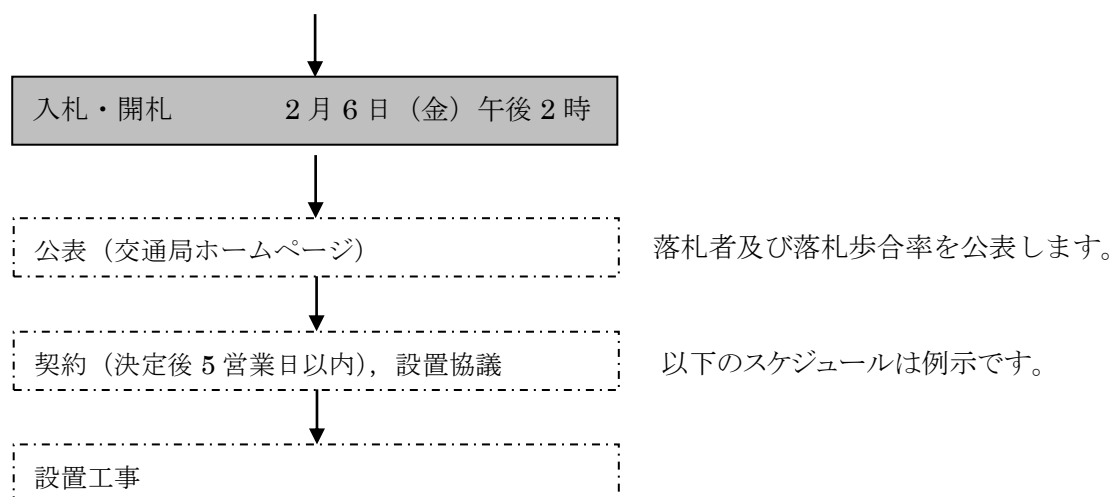 入札・開札　　　2月6日（金）午後2時
公表（交通局ホームページ）　落札者及び落札歩合率を公表します。
契約（決定後5営業日以内），設置協議　以下のスケジュールは例示です。
設置工事